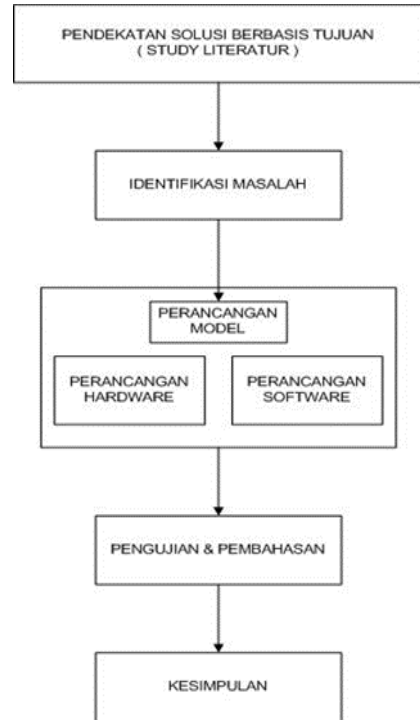 PENDEKATAN SOLUSI BERBASIS TUJUAN
( STUDY LITERATUR )
IDENTIFIKASI MASALAH
PERANCANGAN
MODEL
PERANCANGAN
HARDWARE
PERANCANGAN
SOFTWARE
PENGUJIAN & PEMBAHASAN
KESIMPULAN